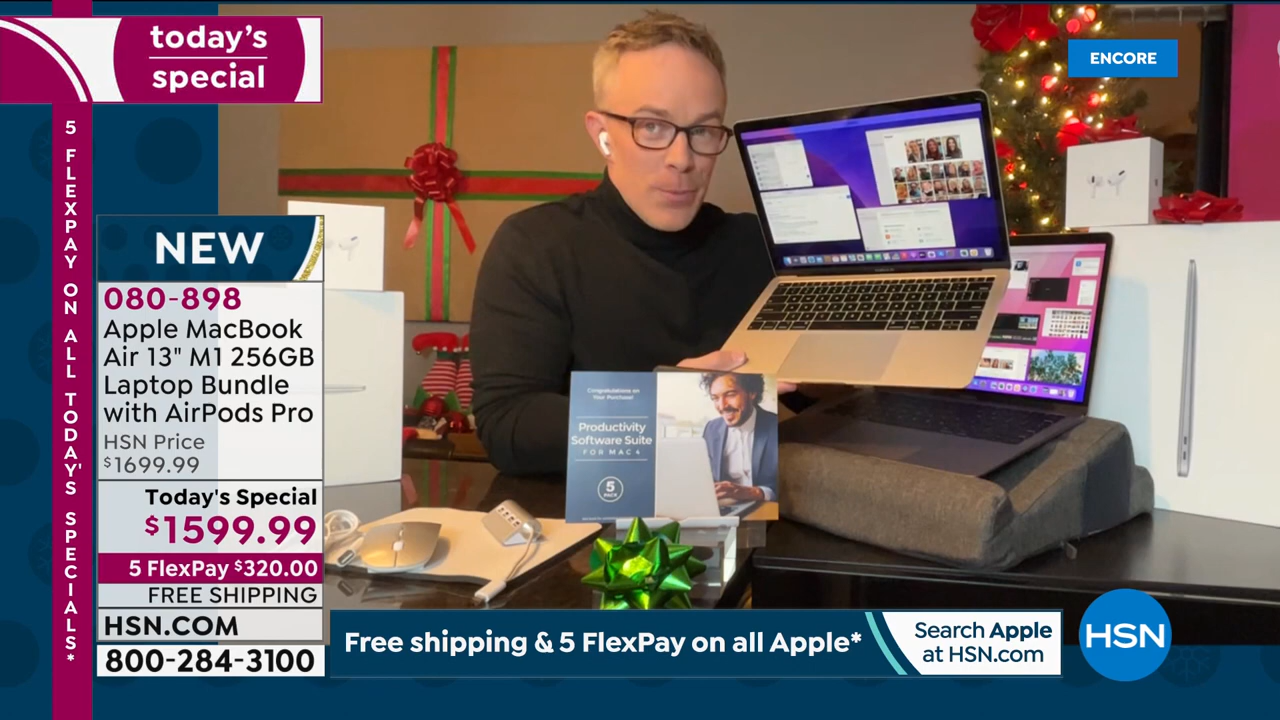 today's
special
ENCORE
5 FLEXPAY ON ALL TODAY'S SPECIALS*
NEW
080-898
Apple MacBook
Air 13" M1 256GB
Laptop Bundle
with AirPods Pro
HSN Price
$1699.99
Today's Special
$1599.99
5 FlexPay $320.00
FREE SHIPPING
HSN.COM
800-284-3100
Congratulations on
Your Purchase!
Productivity
Software Suite
FOR MAC
5
PACK
Free shipping & 5 FlexPay on all Apple*
Search Apple
at HSN.com
HSN